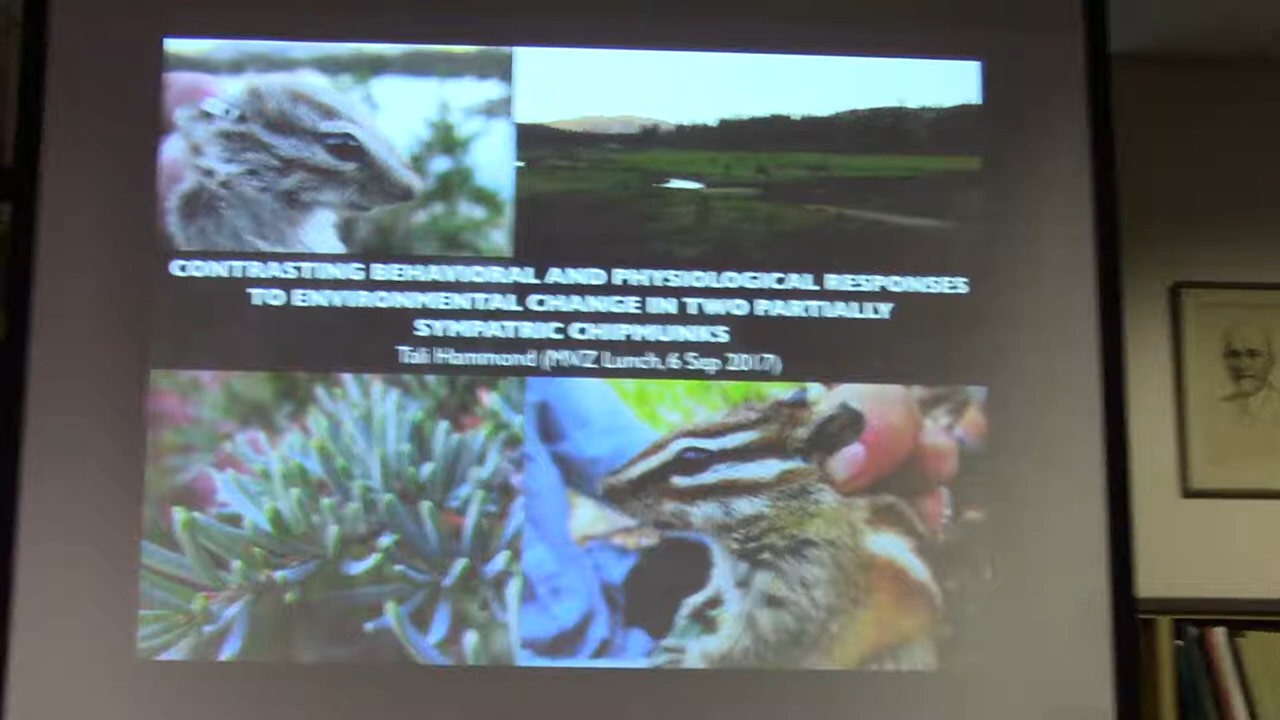 CONTRASTING BEHAVIORAL AND PHYSIOLOGICAL RESPONSES
TO ENVIRONMENTAL CHANGE IN TWO PARTIALLY
SYMPATRIC CHIPMUNKS
Tali Hammond (MVZ Lunch, 6 Sep 2017)